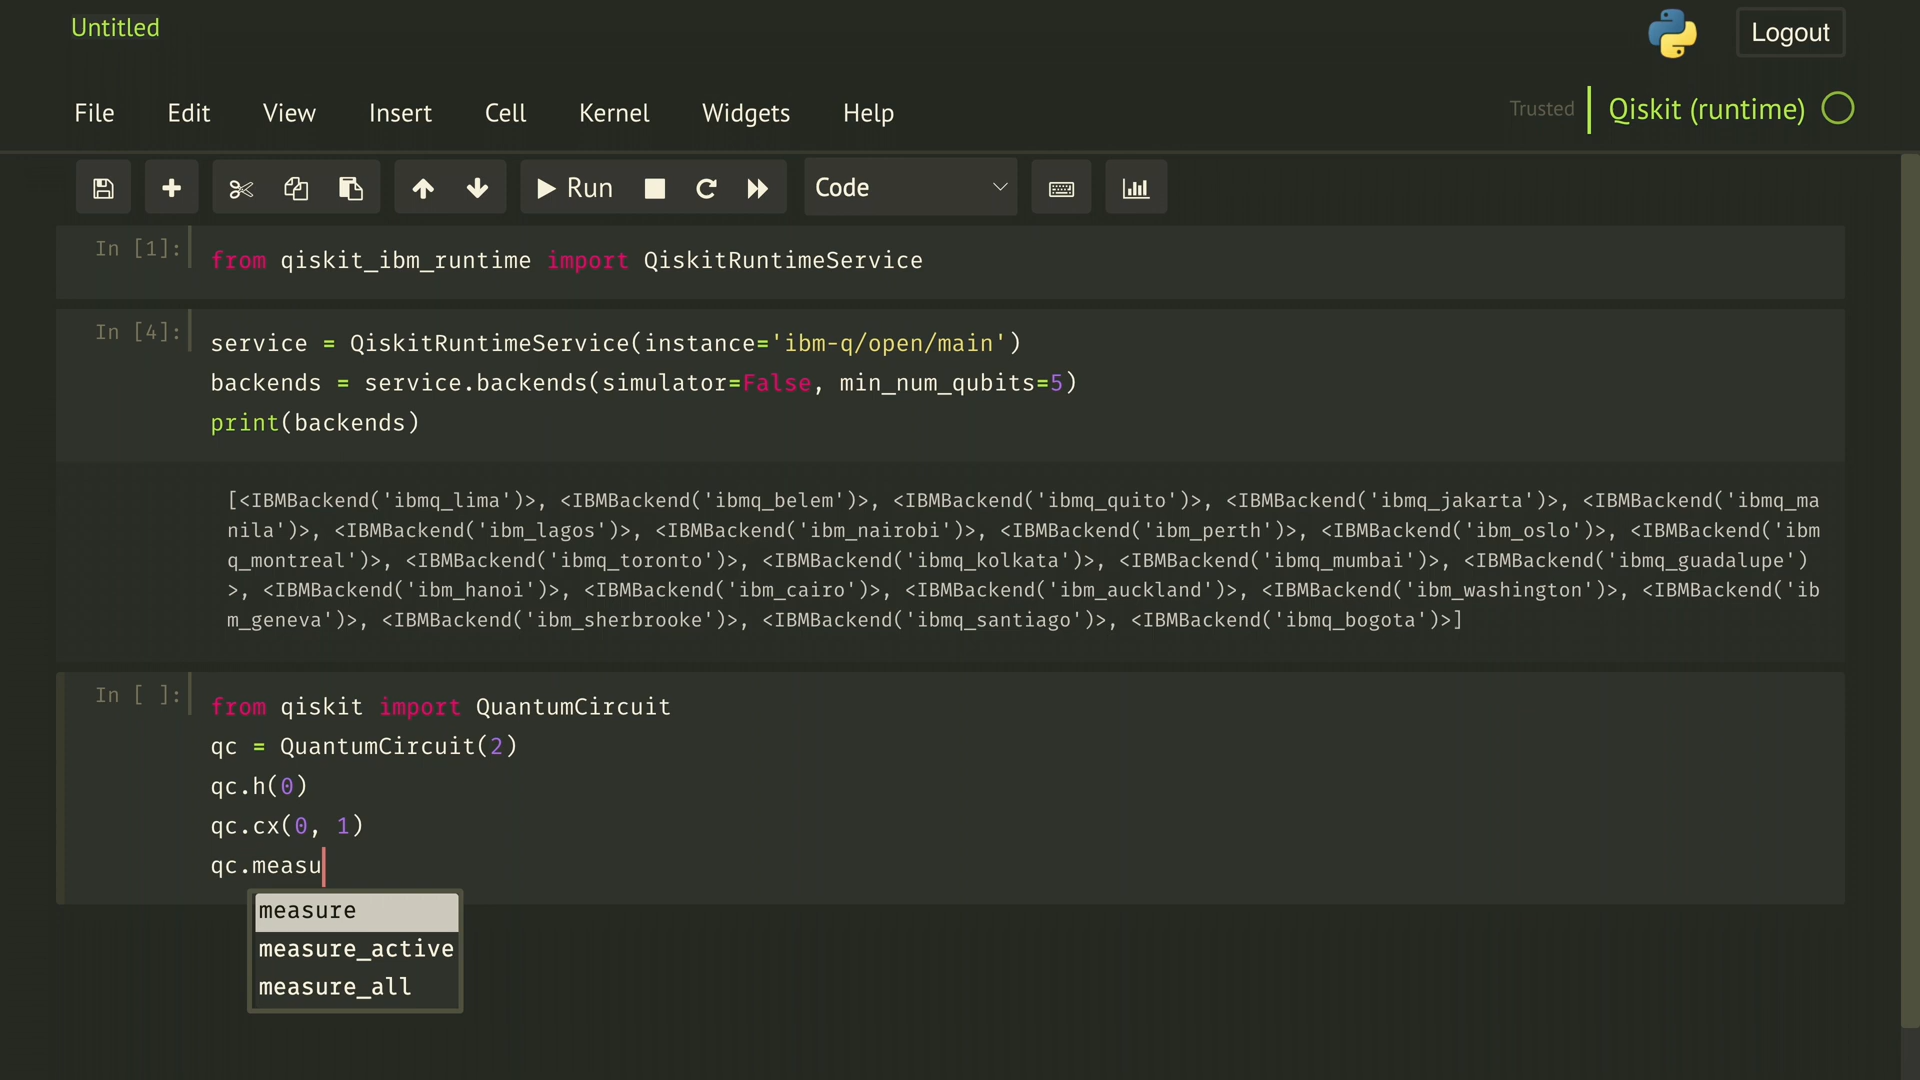 Untitled
Logout
File Edit View Insert Cell Kernel Widgets Help
Trusted Qiskit (runtime)
Run Code
In [1]: from qiskit_ibm_runtime import QiskitRuntimeService
In [4]: service = QiskitRuntimeService(instance='ibm-q/open/main')
backends = service.backends(simulator=False, min_num_qubits=5)
print(backends)
[<IBMBackend('ibmq_lima')>, <IBMBackend('ibmq_belem')>, <IBMBackend('ibmq_quito')>, <IBMBackend('ibmq_jakarta')>, <IBMBackend('ibmq_ma
nila')>, <IBMBackend('ibm_lagos')>, <IBMBackend('ibm_nairobi')>, <IBMBackend('ibm_perth')>, <IBMBackend('ibm_oslo')>, <IBMBackend('ibm
q_montreal')>, <IBMBackend('ibmq_toronto')>, <IBMBackend('ibmq_kolkata')>, <IBMBackend('ibmq_mumbai')>, <IBMBackend('ibmq_guadalupe')
>, <IBMBackend('ibm_hanoi')>, <IBMBackend('ibm_cairo')>, <IBMBackend('ibm_auckland')>, <IBMBackend('ibm_washington')>, <IBMBackend('ib
m_geneva')>, <IBMBackend('ibm_sherbrooke')>, <IBMBackend('ibmq_santiago')>, <IBMBackend('ibmq_bogota')>]
In [ ]: from qiskit import QuantumCircuit
qc = QuantumCircuit(2)
qc.h(0)
qc.cx(0, 1)
qc.measu
measure
measure_active
measure_all